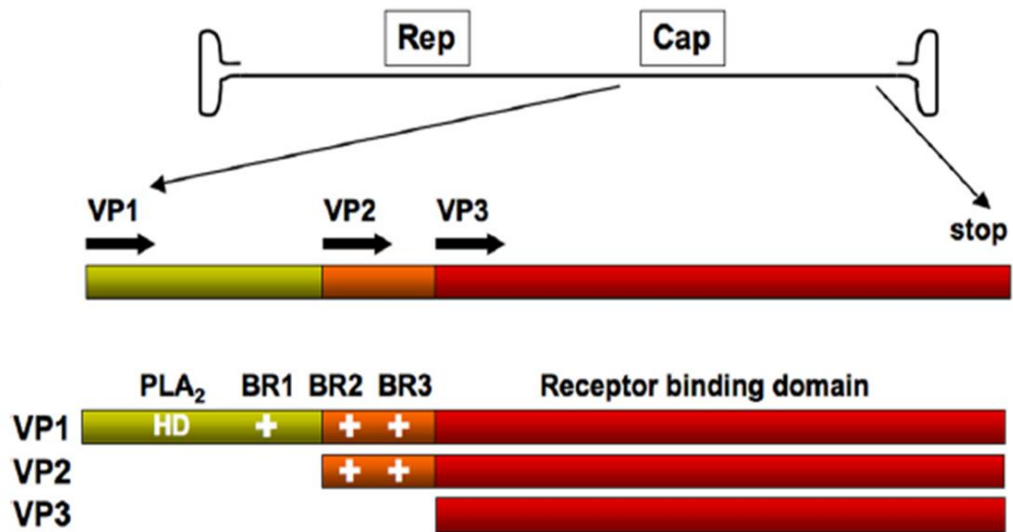 Rep Cap
VP1 VP2 VP3
stop
PLA₂ BR1 BR2 BR3 Receptor binding domain
VP1 HD + + +
VP2 + +
VP3